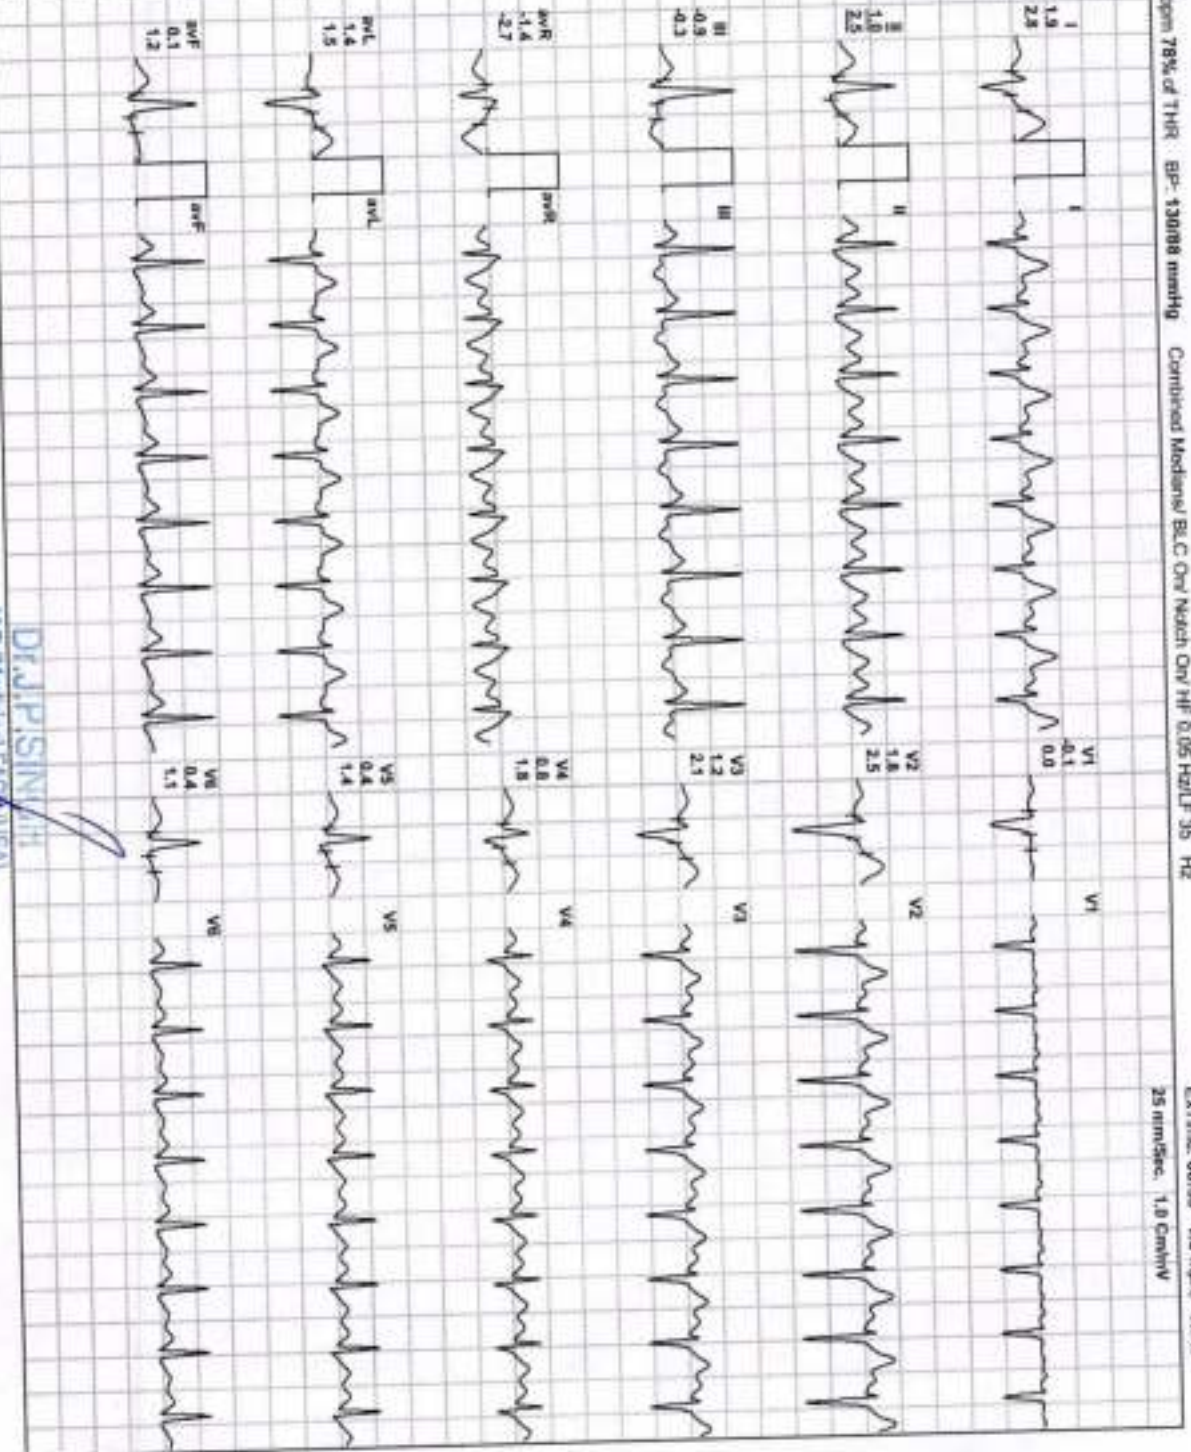 78% of THR BP: 130/88 mmHg Combined Medians/ BLC On/ Notch On/ HF 0.05 Hz/LF 35 Hz
25 mm/Sec. 1.0 Cm/mV
I
1.9
2.8
I
V1
-0.1
0.0
V1
II
1.0
2.5
II
V2
1.8
2.5
V2
III
-0.9
-0.3
III
V3
1.2
2.1
V3
avR
-1.4
-2.7
avR
V4
0.8
1.8
V4
avL
1.4
1.5
avL
V5
0.4
1.4
V5
avF
0.1
1.2
avF
V6
0.4
1.1
V6
Dr.J.P.SINGH